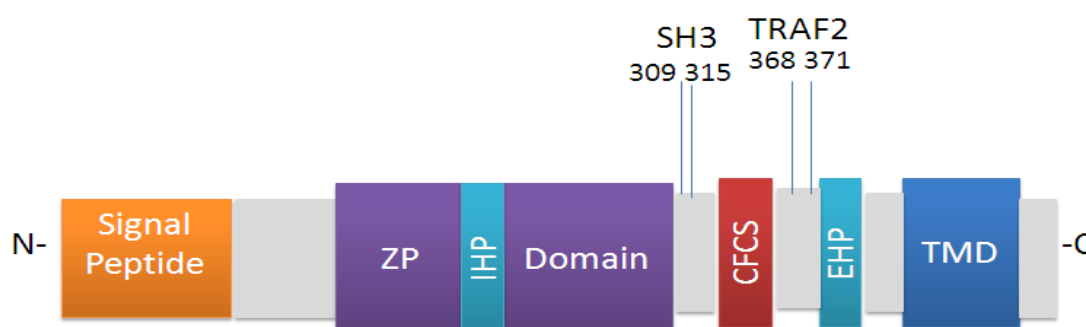 SH3 TRAF2
309 315 368 371
N- Signal Peptide ZP IHP Domain CFCS EHP TMD -C